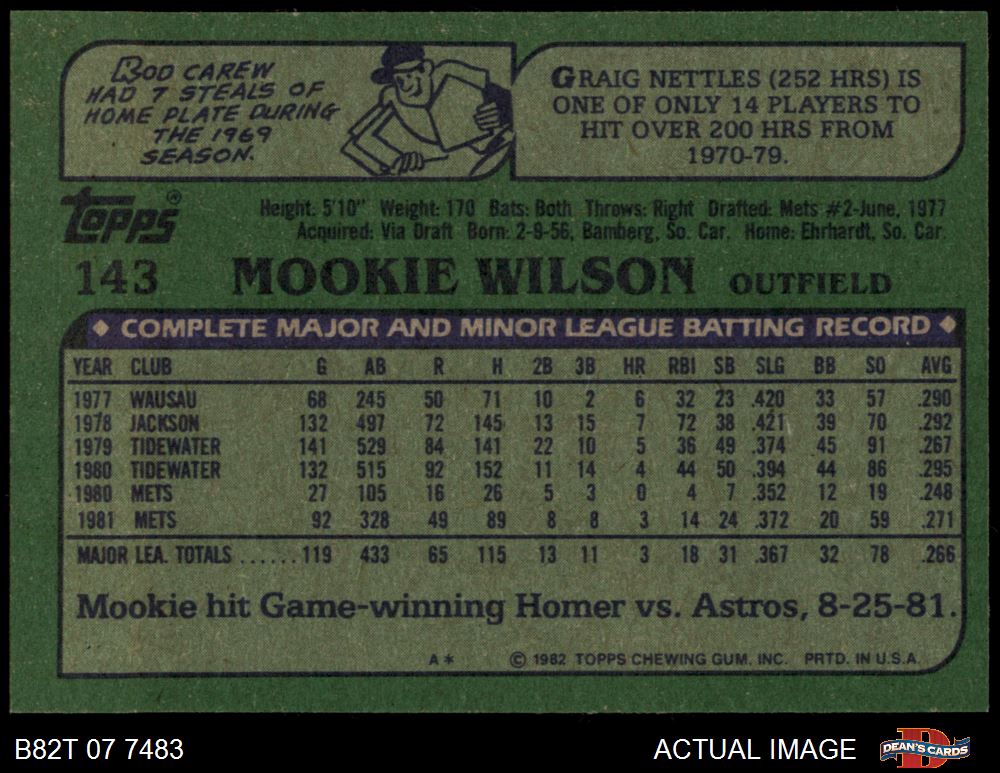 ROD CAREW
HAD 7 STEALS OF
HOME PLATE DURING
THE 1969
SEASON.
GRAIG NETTLES (252 HRS) IS
ONE OF ONLY 14 PLAYERS TO
HIT OVER 200 HRS FROM
1970-79.
Topps®
Height: 5'10" Weight: 170 Bats: Both Throws: Right Drafted: Mets #2-June, 1977
Acquired: Via Draft Born: 2-9-56, Bamberg, So. Car. Home: Ehrhardt, So. Car.
143 MOOKIE WILSON OUTFIELD
◆ COMPLETE MAJOR AND MINOR LEAGUE BATTING RECORD ◆
YEAR CLUB G AB R H 2B 3B HR RBI SB SLG BB SO AVG
1977 WAUSAU 68 245 50 71 10 2 6 32 23 .420 33 57 .290
1978 JACKSON 132 497 72 145 13 15 7 72 38 .421 39 70 .292
1979 TIDEWATER 141 529 84 141 22 10 5 36 49 .374 45 91 .267
1980 TIDEWATER 132 515 92 152 11 14 4 44 50 .394 44 86 .295
1980 METS 27 105 16 26 5 3 0 4 7 .352 12 19 .248
1981 METS 92 328 49 89 8 8 3 14 24 .372 20 59 .271
MAJOR LEA. TOTALS ...... 119 433 65 115 13 11 3 18 31 .367 32 78 .266
Mookie hit Game-winning Homer vs. Astros, 8-25-81.
A* © 1982 TOPPS CHEWING GUM, INC. PRTD. IN U.S.A.
B82T 07 7483 ACTUAL IMAGE DEAN'S CARDS